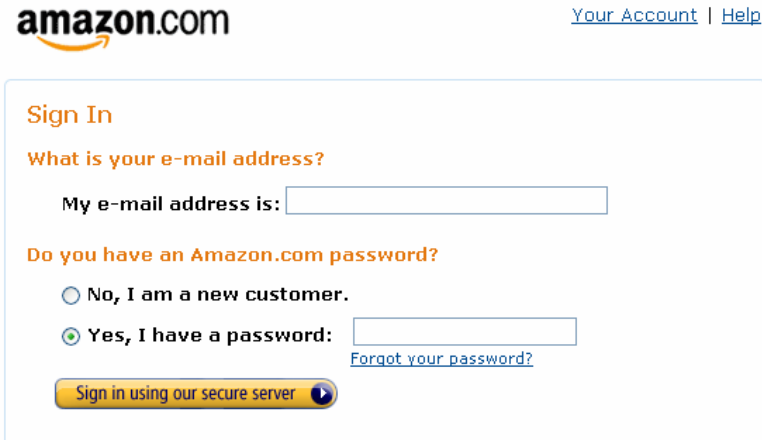 amazon.com
Your Account | Help
Sign In
What is your e-mail address?
My e-mail address is:
Do you have an Amazon.com password?
No, I am a new customer.
Yes, I have a password:
Forgot your password?
Sign in using our secure server